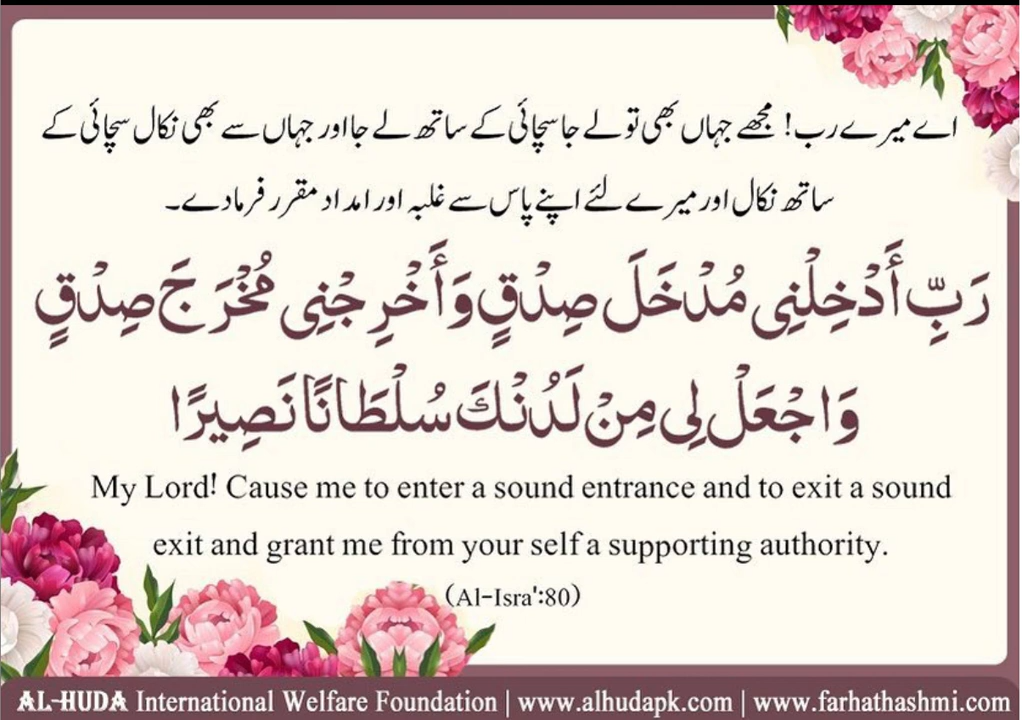 اے میرے رب! مجھے جہاں بھی تو لے جا سچائی کے ساتھ لے جا اور جہاں سے بھی نکال سچائی کے
ساتھ نکال اور میرے لئے اپنے پاس سے غلبہ اور امداد مقرر فرما دے۔
رَبِّ أَدْخِلْنِي مُدْخَلَ صِدْقٍ وَأَخْرِجْنِي مُخْرَجَ صِدْقٍ
وَاجْعَلْ لِي مِنْ لَدُنْكَ سُلْطَانًا نَصِيرًا
My Lord! Cause me to enter a sound entrance and to exit a sound
exit and grant me from your self a supporting authority.
(Al-Isra':80)
AL-HUDA International Welfare Foundation | www.alhudapk.com | www.farhathashmi.com